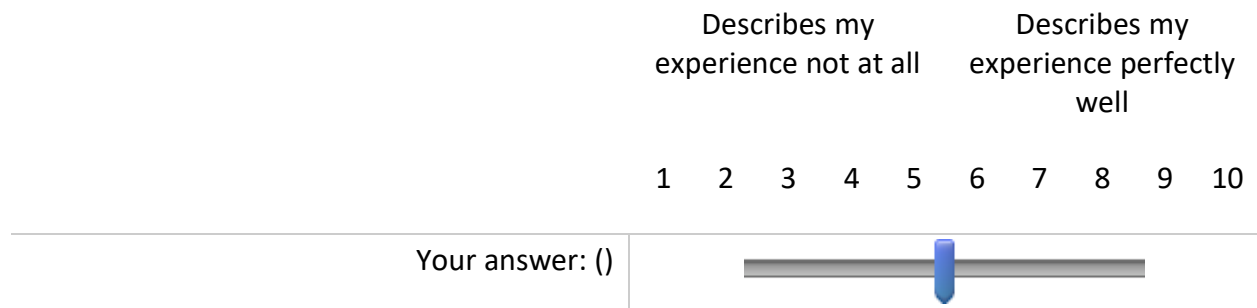 Describes my Describes my
experience not at all experience perfectly
well
1 2 3 4 5 6 7 8 9 10
Your answer: ()